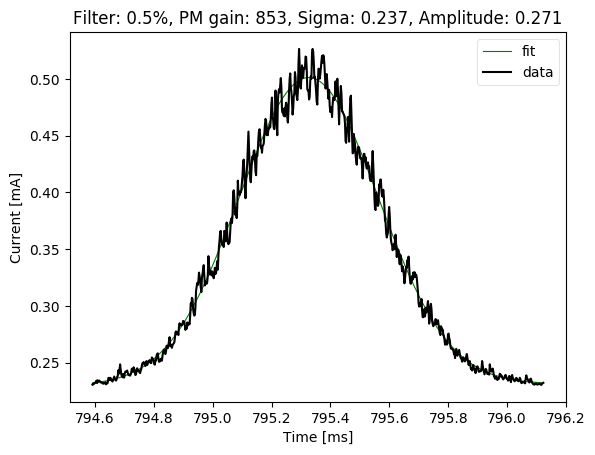 Filter: 0.5%, PM gain: 853, Sigma: 0.237, Amplitude: 0.271
fit
data
0.50
0.45
0.40
0.35
0.30
0.25
Current [mA]
794.6 794.8 795.0 795.2 795.4 795.6 795.8 796.0 796.2
Time [ms]